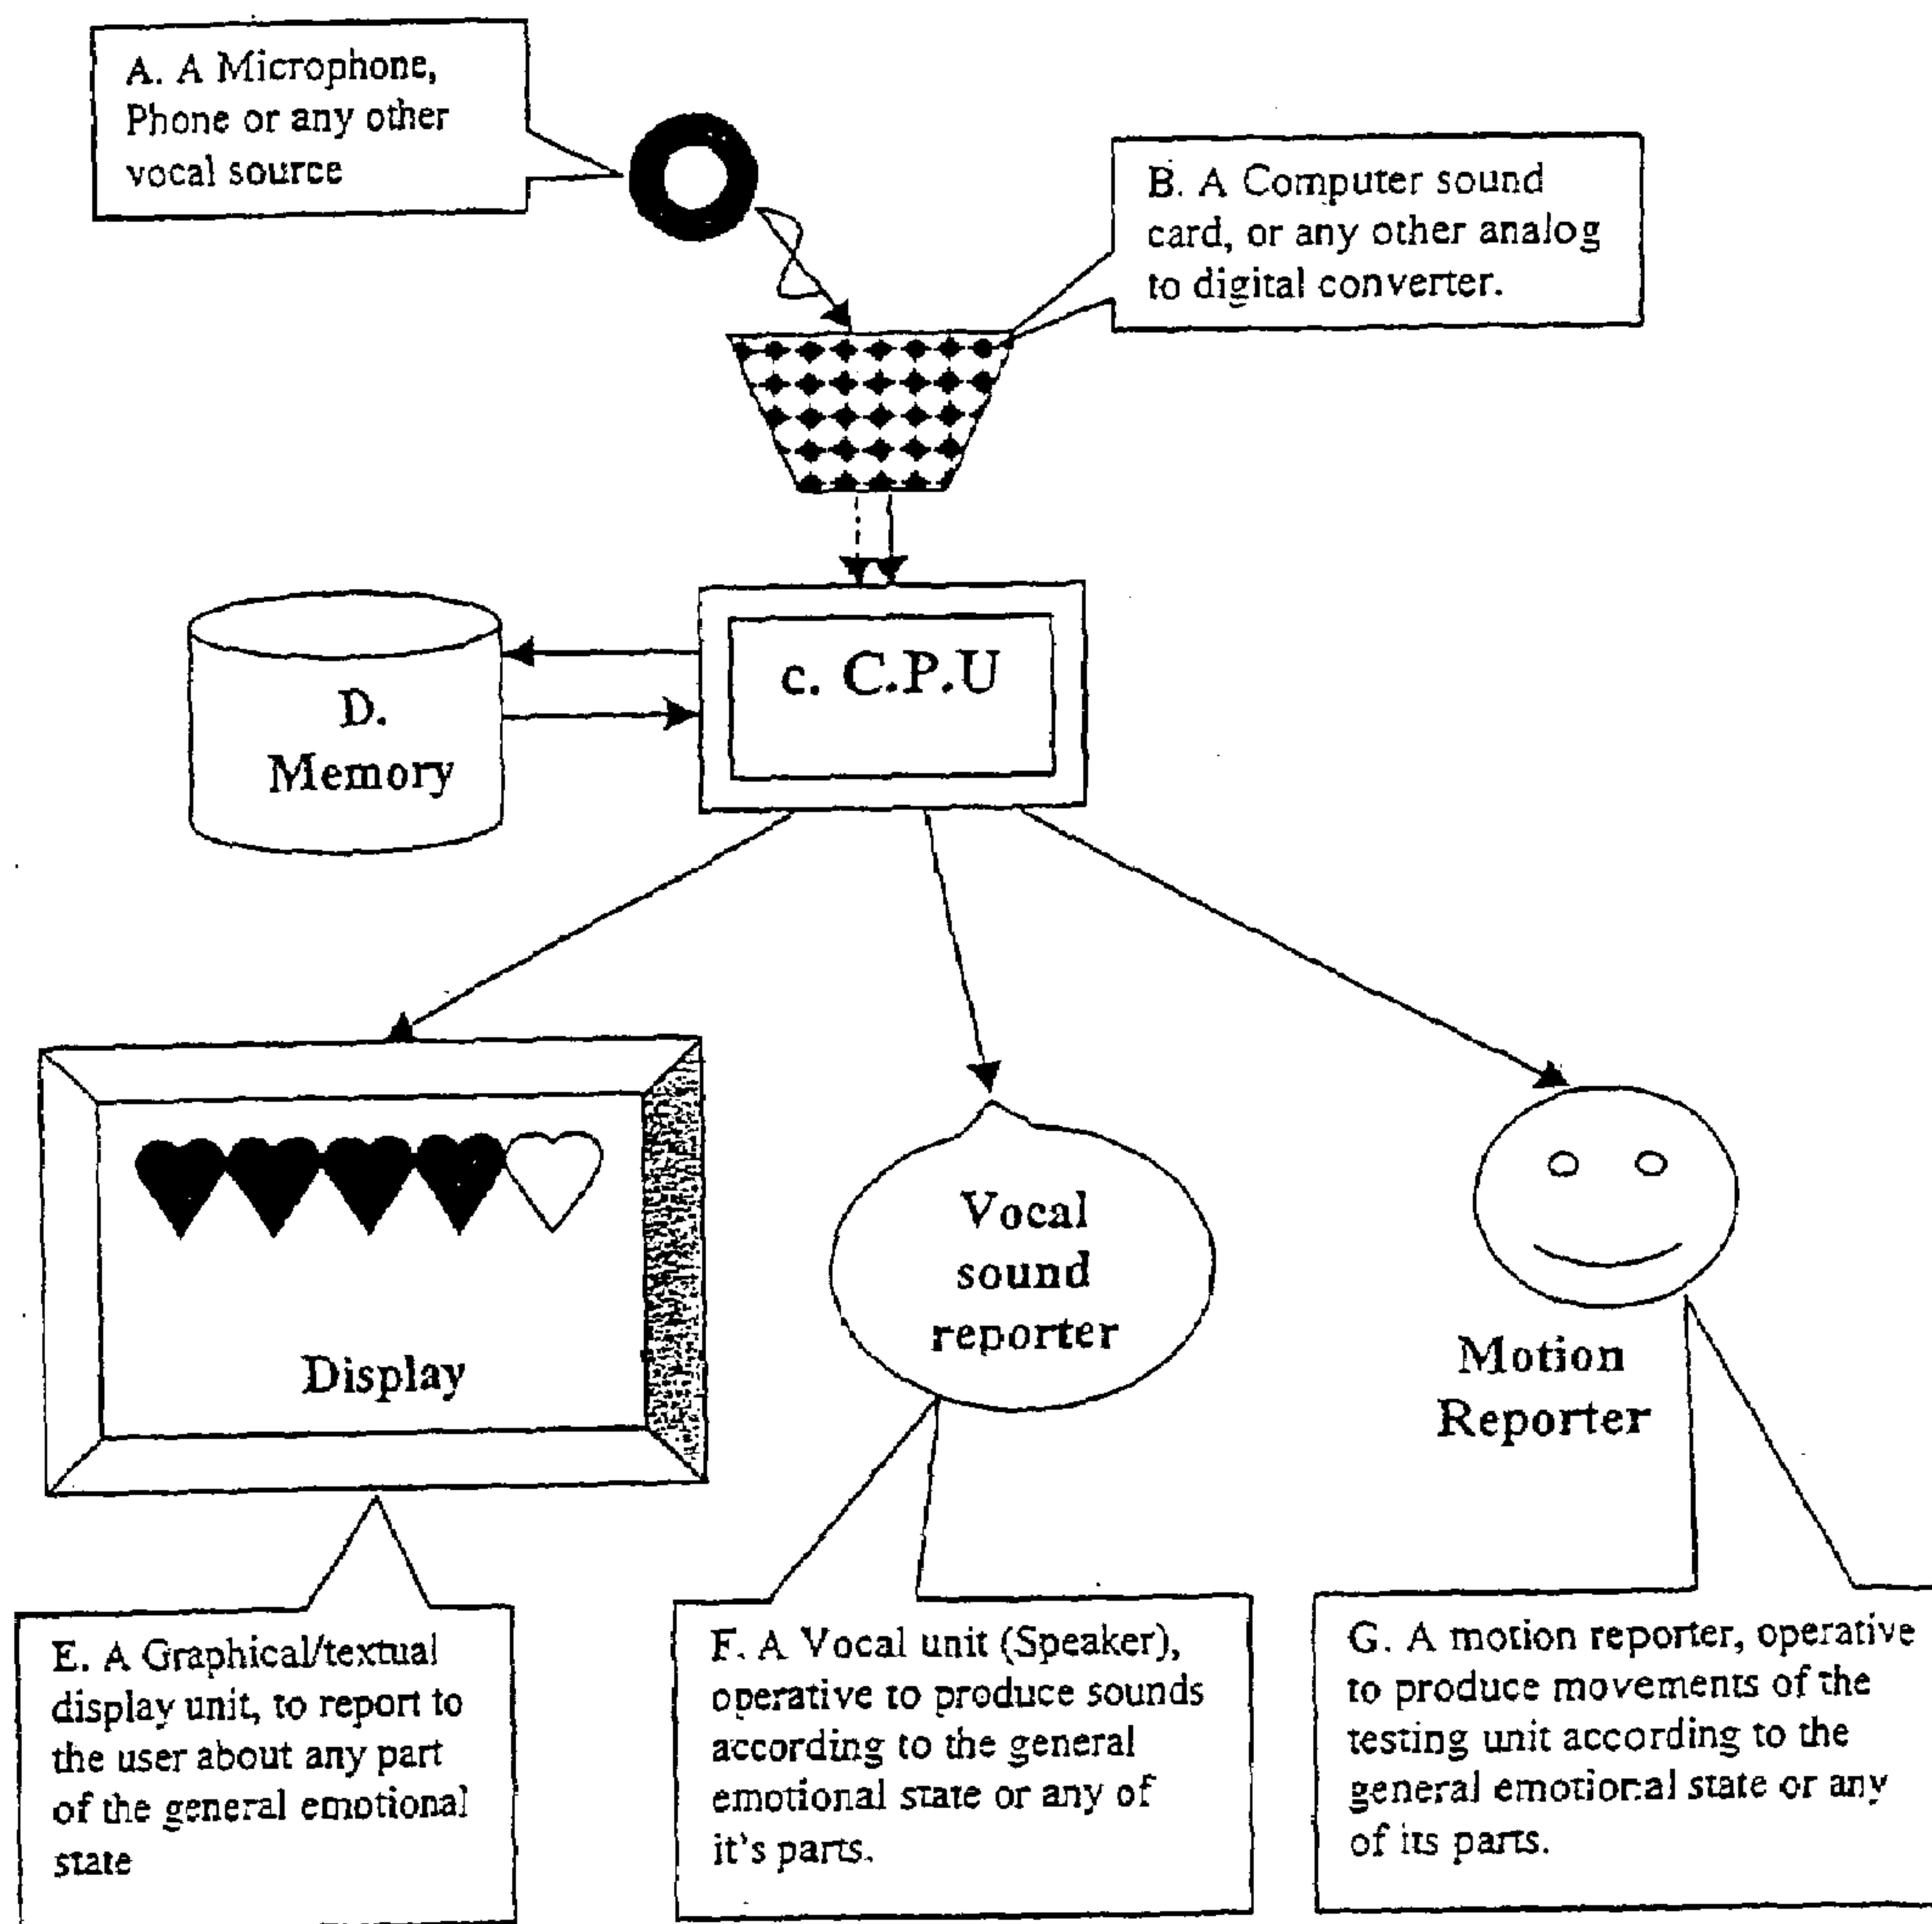 A. A Microphone,
Phone or any other
vocal source
B. A Computer sound
card, or any other analog
to digital converter.
c. C.P.U
D.
Memory
Display
Vocal
sound
reporter
Motion
Reporter
E. A Graphical/textual
display unit, to report to
the user about any part
of the general emotional
state
F. A Vocal unit (Speaker),
operative to produce sounds
according to the general
emotional state or any of
it's parts.
G. A motion reporter, operative
to produce movements of the
testing unit according to the
general emotional state or any
of its parts.